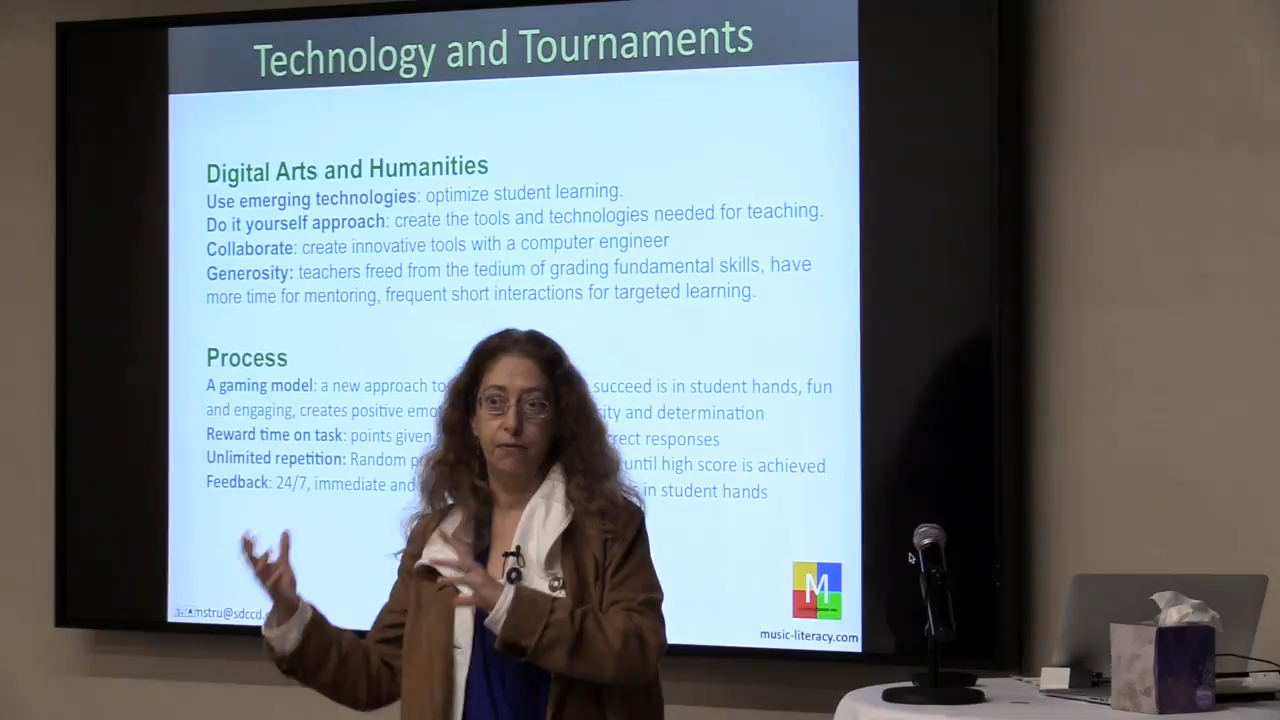 Technology and Tournaments
Digital Arts and Humanities
Use emerging technologies: optimize student learning.
Do it yourself approach: create the tools and technologies needed for teaching.
Collaborate: create innovative tools with a computer engineer
Generosity: teachers freed from the tedium of grading fundamental skills, have
more time for mentoring, frequent short interactions for targeted learning.
Process
A gaming model: a new approach to succeed is in student hands, fun
and engaging, creates positive and determination
Reward time on task: points given responses
Unlimited repetition: Random until high score is achieved
Feedback: 24/7, immediate and in student hands
M
music-literacy.com